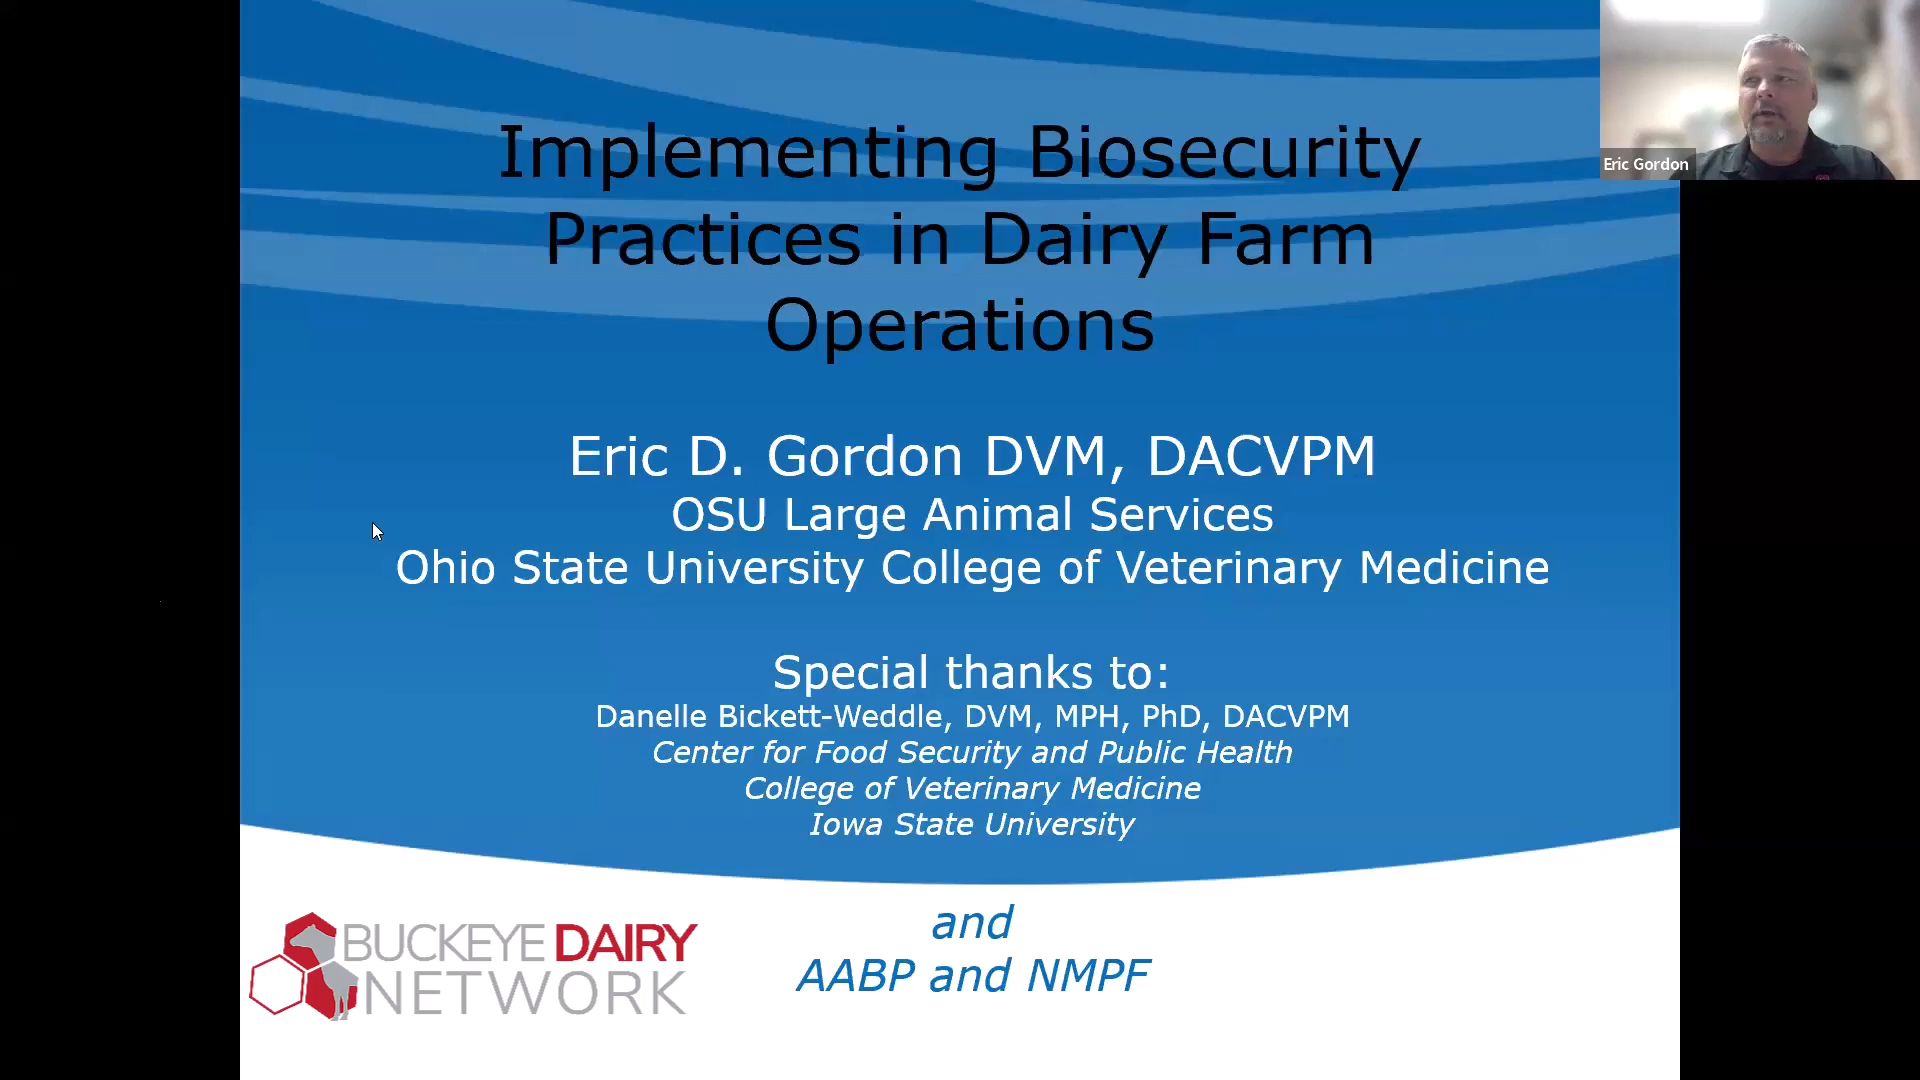 Implementing Biosecurity
Practices in Dairy Farm
Operations
Eric D. Gordon DVM, DACVPM
OSU Large Animal Services
Ohio State University College of Veterinary Medicine
Special thanks to:
Danelle Bickett-Weddle, DVM, MPH, PhD, DACVPM
Center for Food Security and Public Health
College of Veterinary Medicine
Iowa State University
and
AABP and NMPF
BUCKEYE DAIRY
NETWORK
Eric Gordon